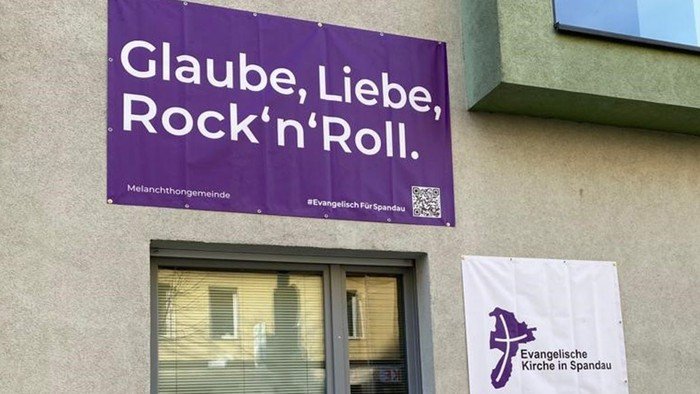 Glaube, Liebe,
Rock‘n‘Roll.
Melanchthongemeinde
#EvangelischFürSpandau
Evangelische
Kirche in Spandau